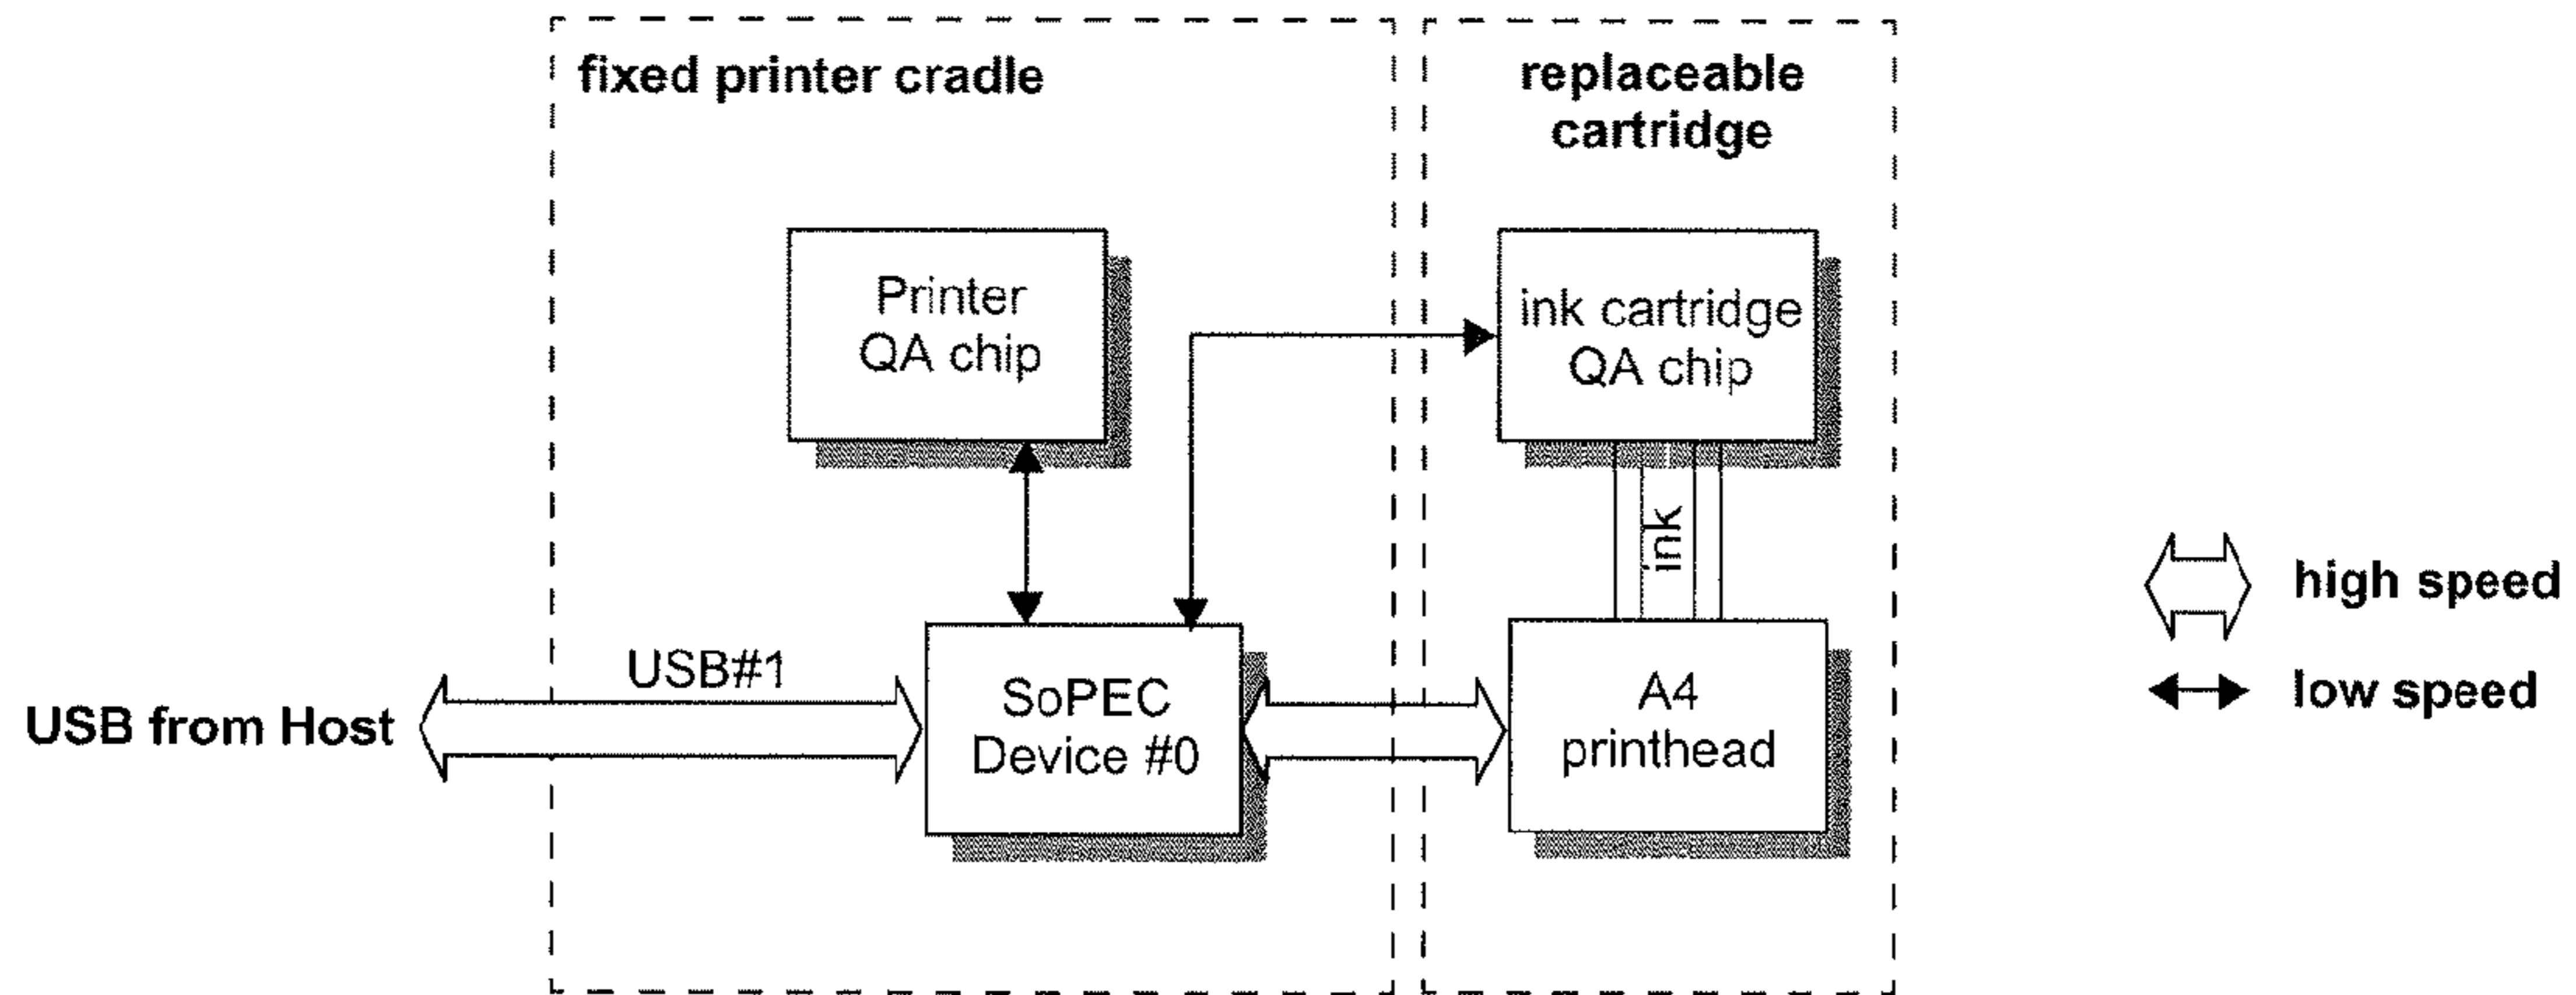 fixed printer cradle
replaceable
cartridge
Printer
QA chip
ink cartridge
QA chip
ink
high speed
low speed
USB#1
USB from Host
SoPEC
Device #0
A4
printhead